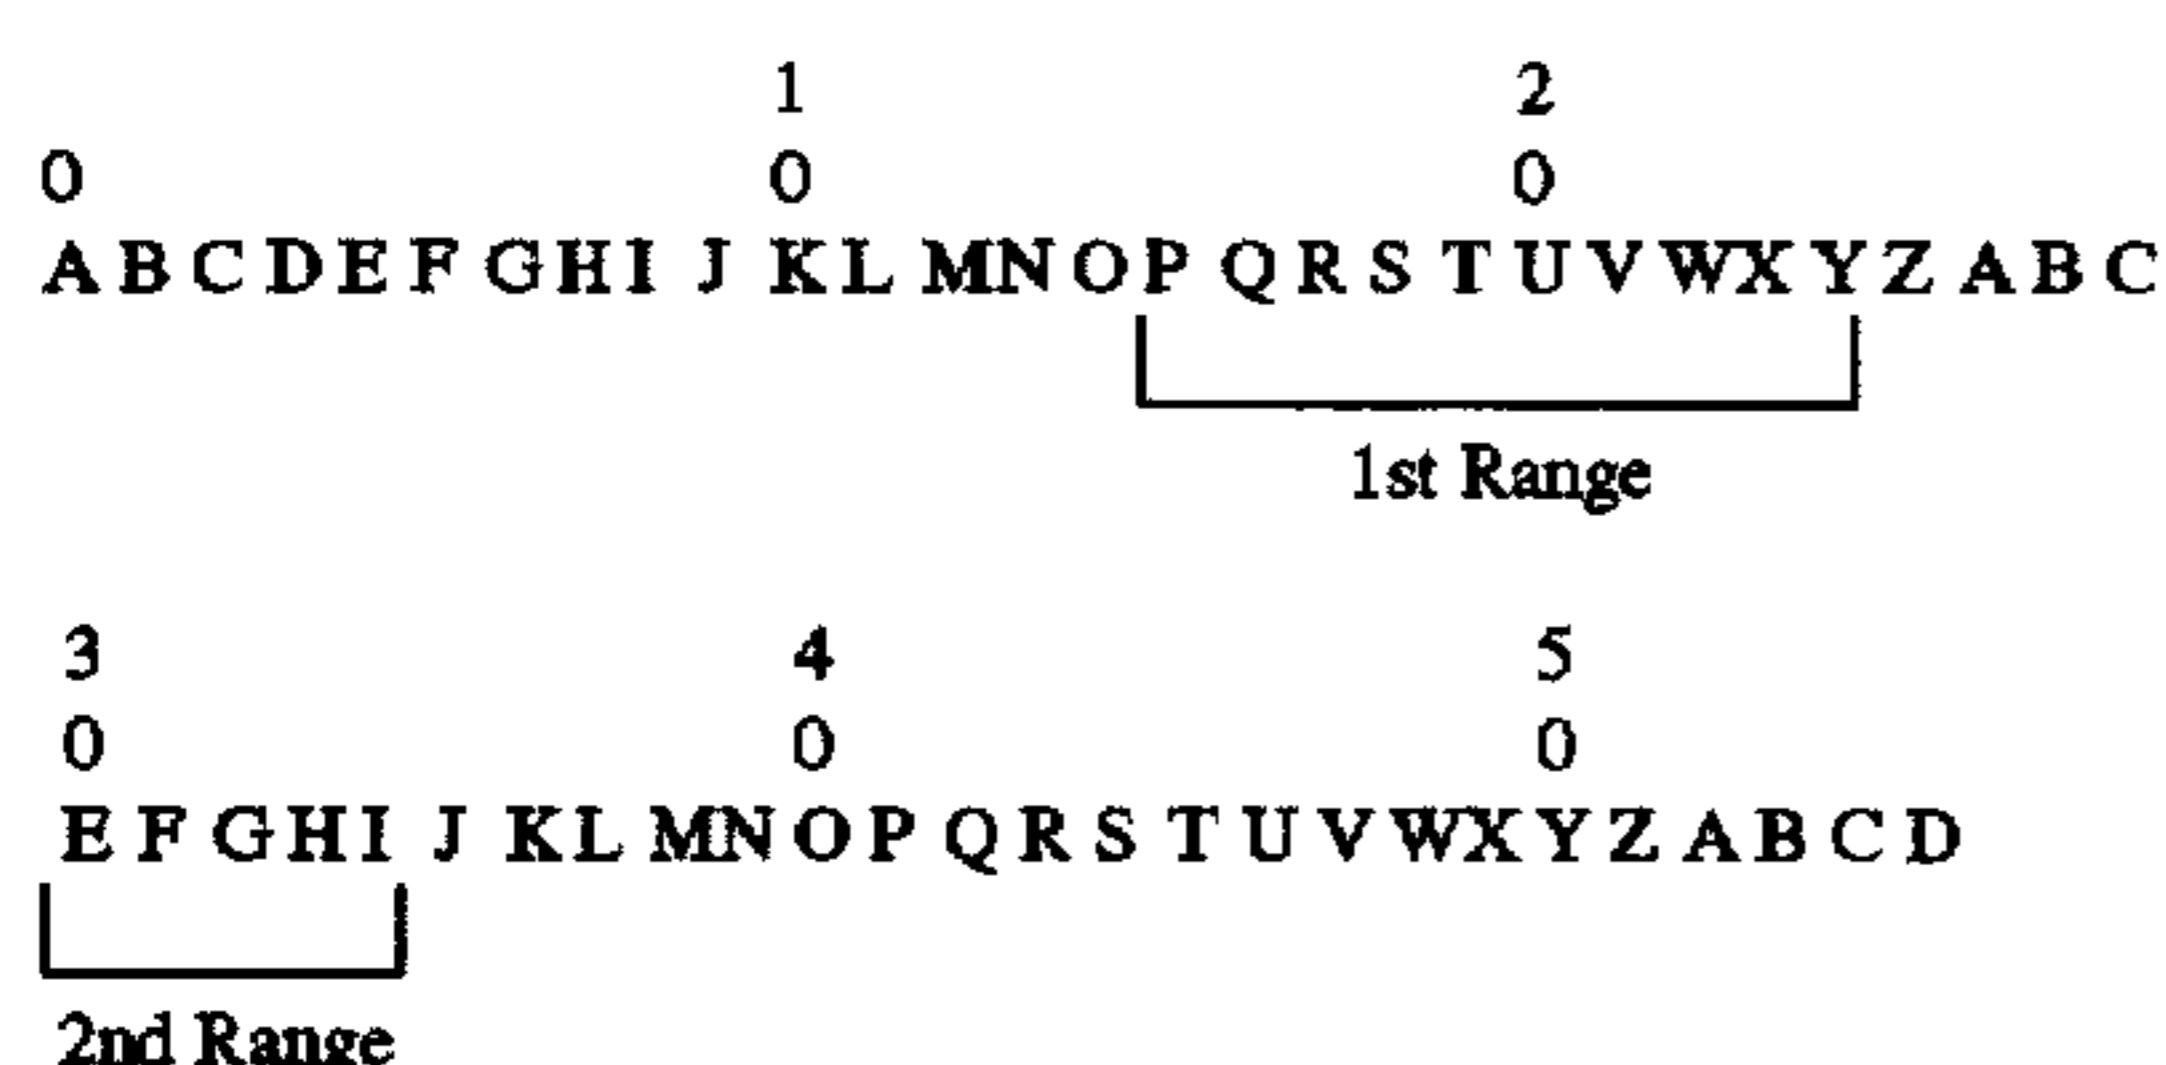 1 2
0 0 0
A B C D E F G H I J K L M N O P Q R S T U V W X Y Z A B C
1st Range
3 4 5
0 0 0
E F G H I J K L M N O P Q R S T U V W X Y Z A B C D
2nd Range